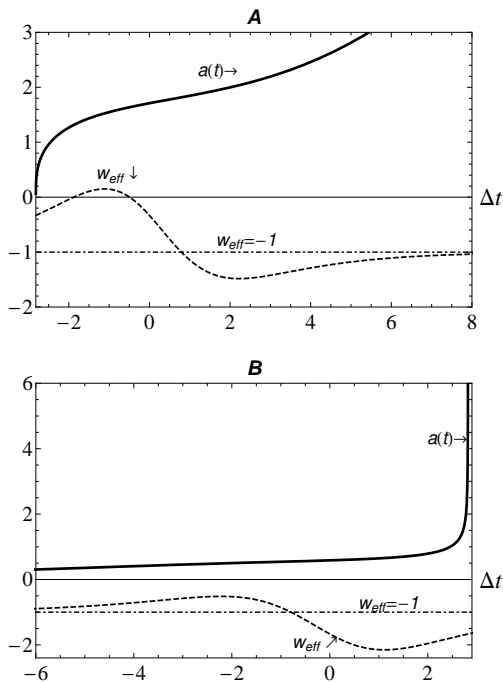 A
3
a(t)→
2
1
w_eff ↓
0
Δt
w_eff=−1
−1
−2
−2 0 2 4 6 8
B
6
a(t)→
4
2
0
Δt
w_eff=−1
w_eff ↗
−2
−6 −4 −2 0 2